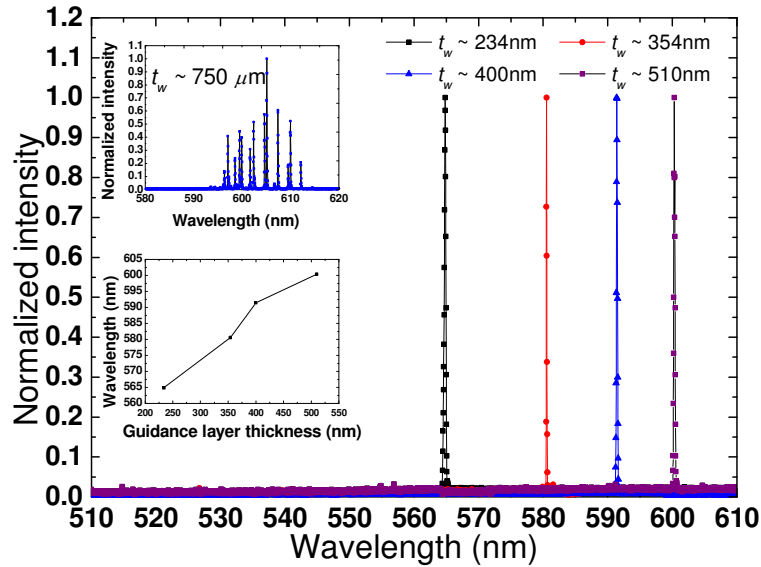 1.2
1.1
1.0
0.9
0.8
0.7
0.6
0.5
0.4
0.3
0.2
0.1
0.0
Normalized intensity
510 520 530 540 550 560 570 580 590 600 610
Wavelength (nm)
t_w ~ 234nm
t_w ~ 354nm
t_w ~ 400nm
t_w ~ 510nm
t_w ~ 750 μm
1.1
1.0
0.9
0.8
0.7
0.6
0.5
0.4
0.3
0.2
0.1
0.0
Normalized intensity
580 590 600 610 620
Wavelength (nm)
605
600
595
590
585
580
575
570
565
560
Wavelength (nm)
200 250 300 350 400 450 500 550
Guidance layer thickness (nm)